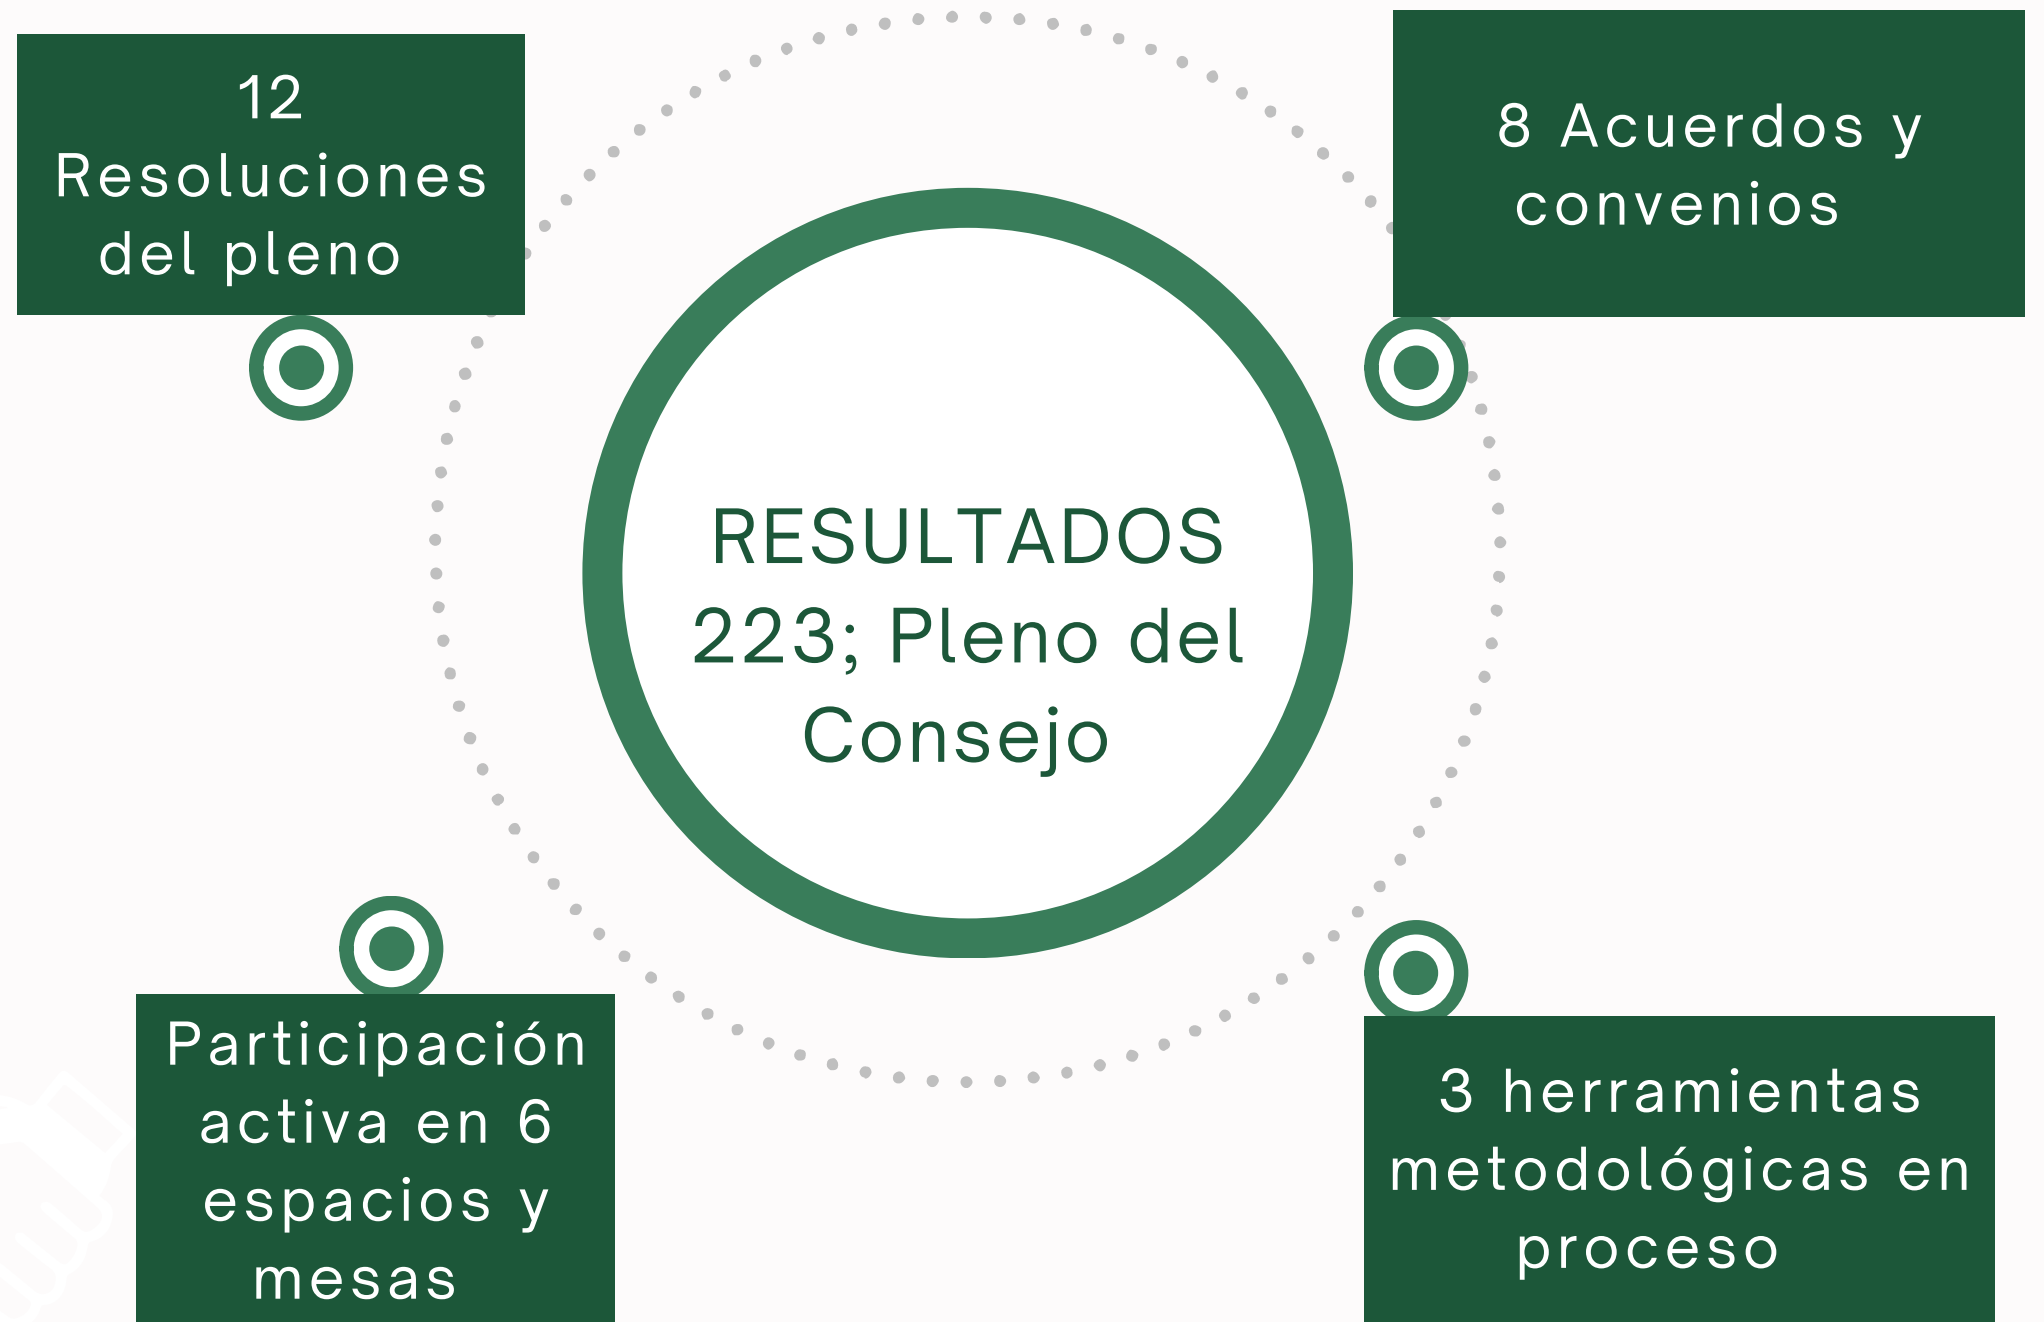 12
Resoluciones
del pleno
8 Acuerdos y
convenios
RESULTADOS
223; Pleno del
Consejo
Participación
activa en 6
espacios y
mesas
3 herramientas
metodológicas en
proceso